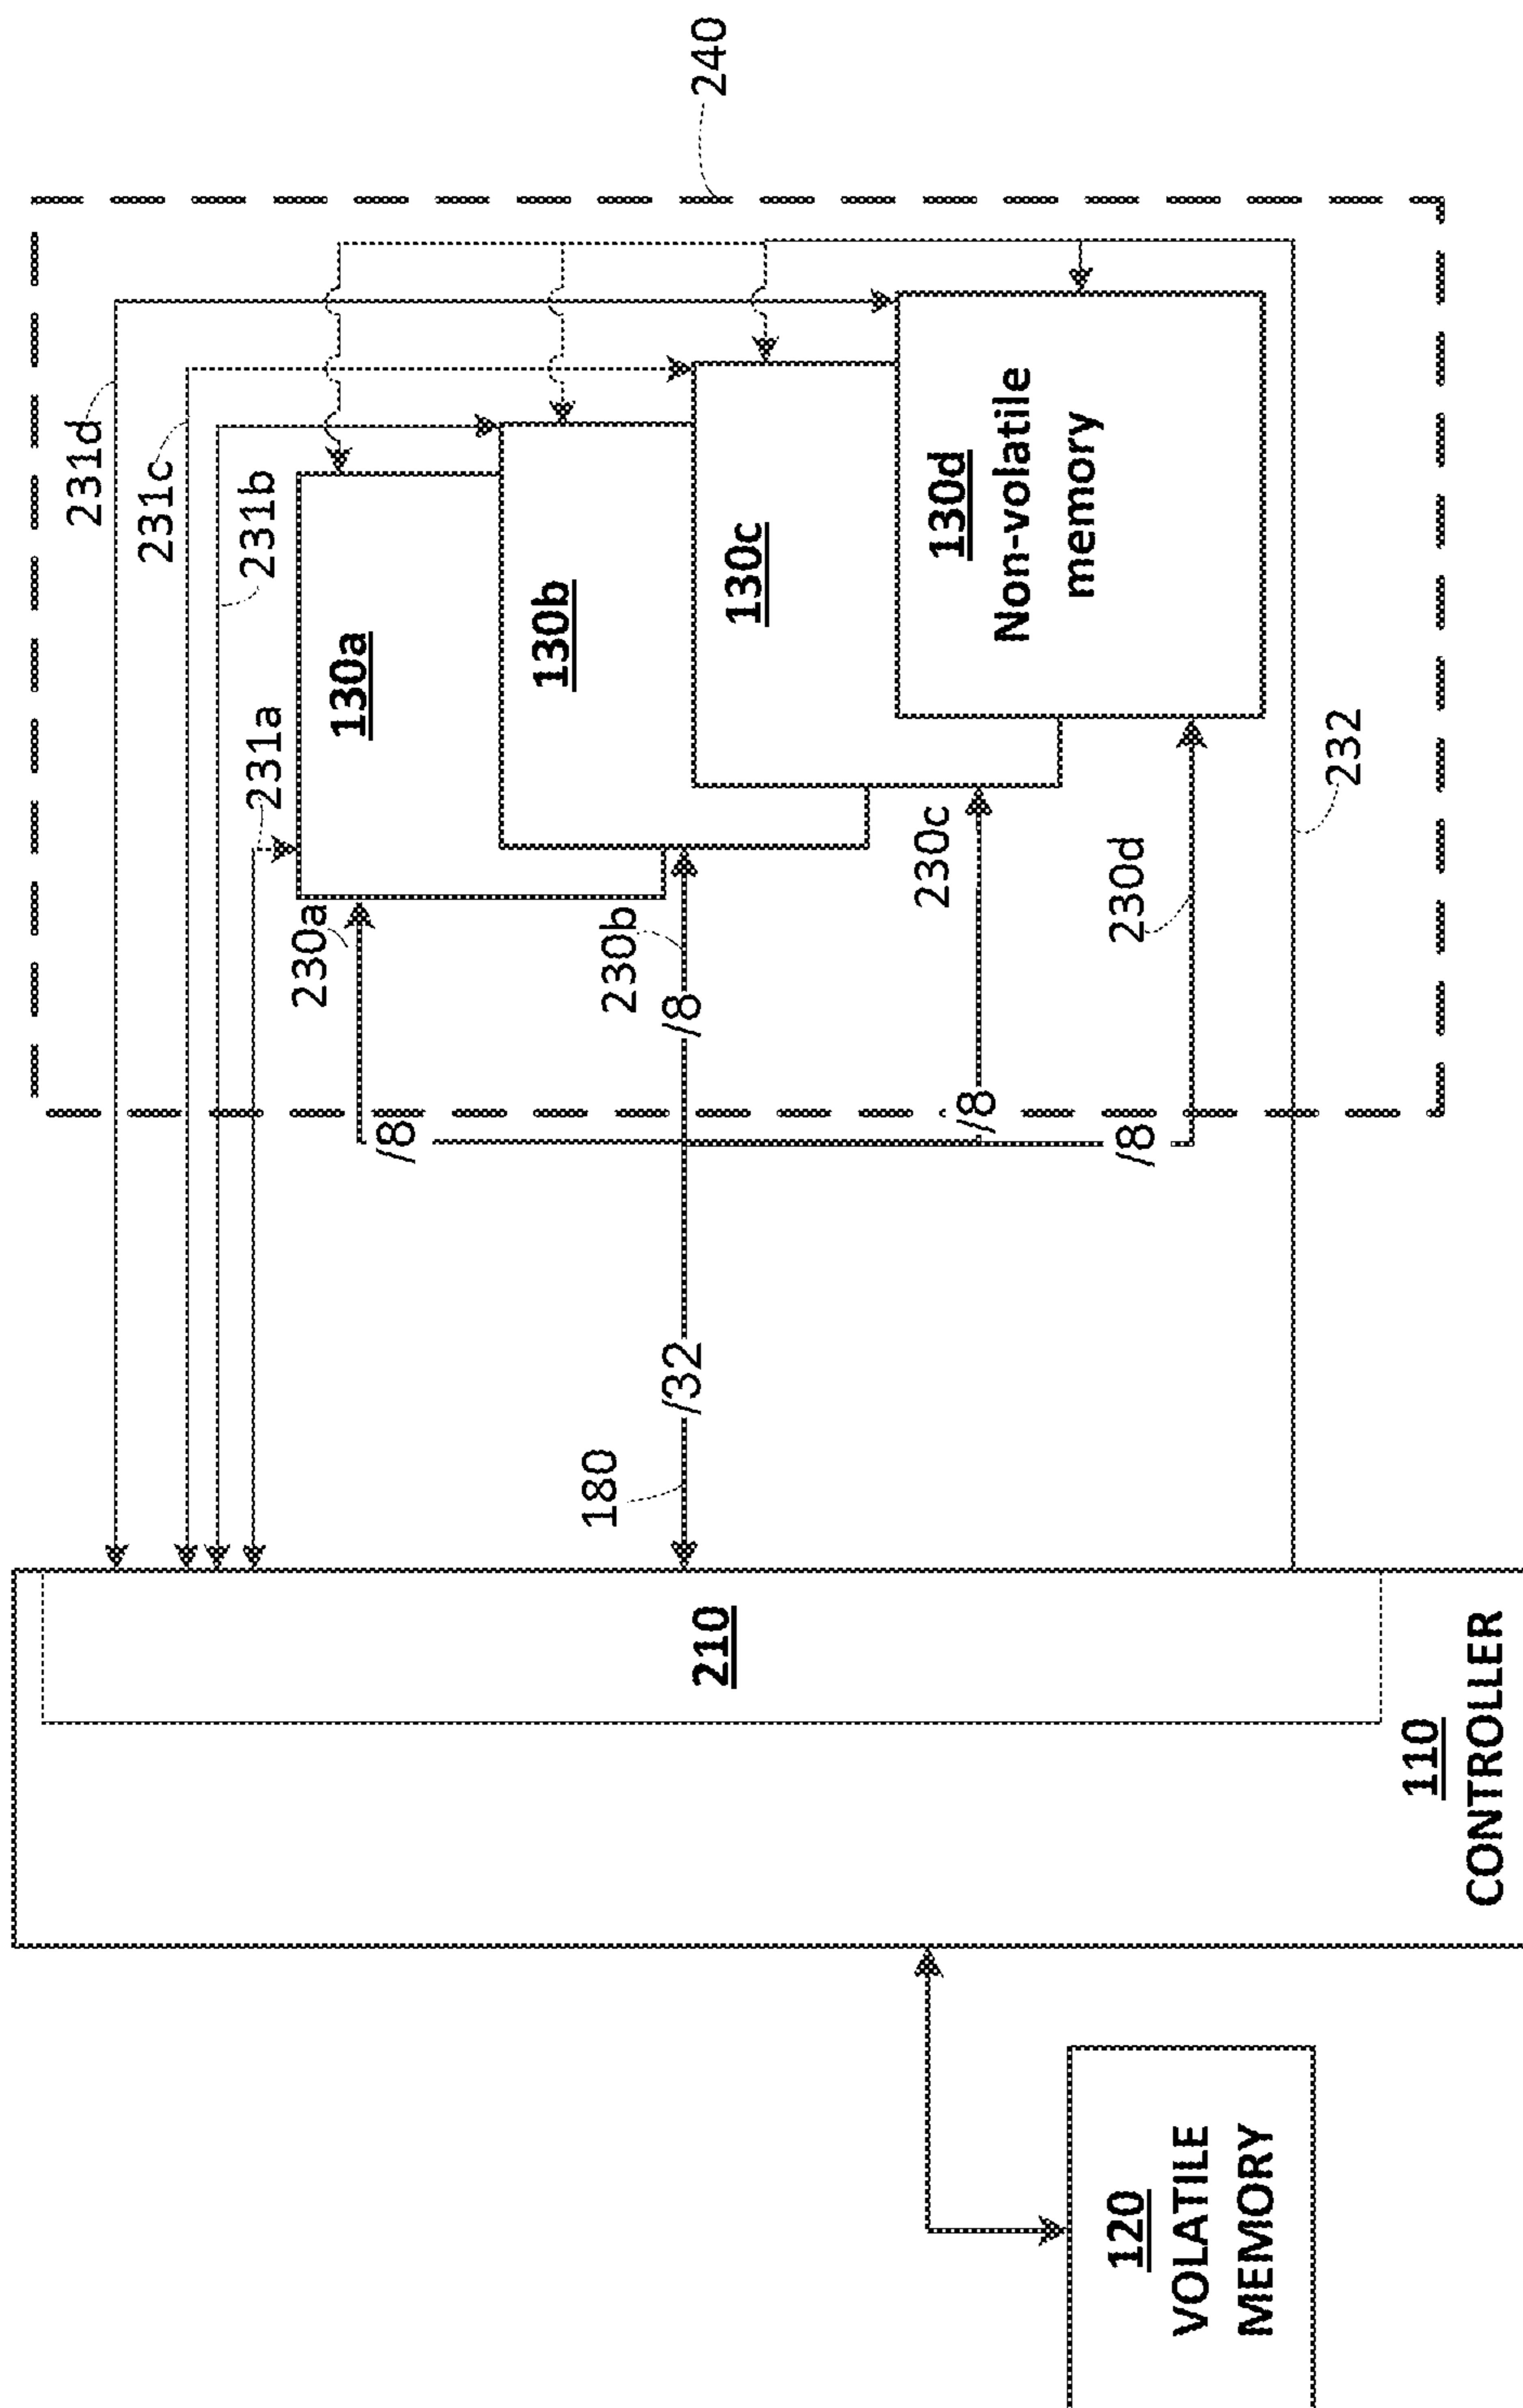 120
VOLATILE
MEMORY
110
CONTROLLER
210
180
/32
231d
231c
231b
231a
230a
/8
230b
/8
230c
/8
230d
/8
130a
130b
130c
130d
Non-volatile
memory
232
240